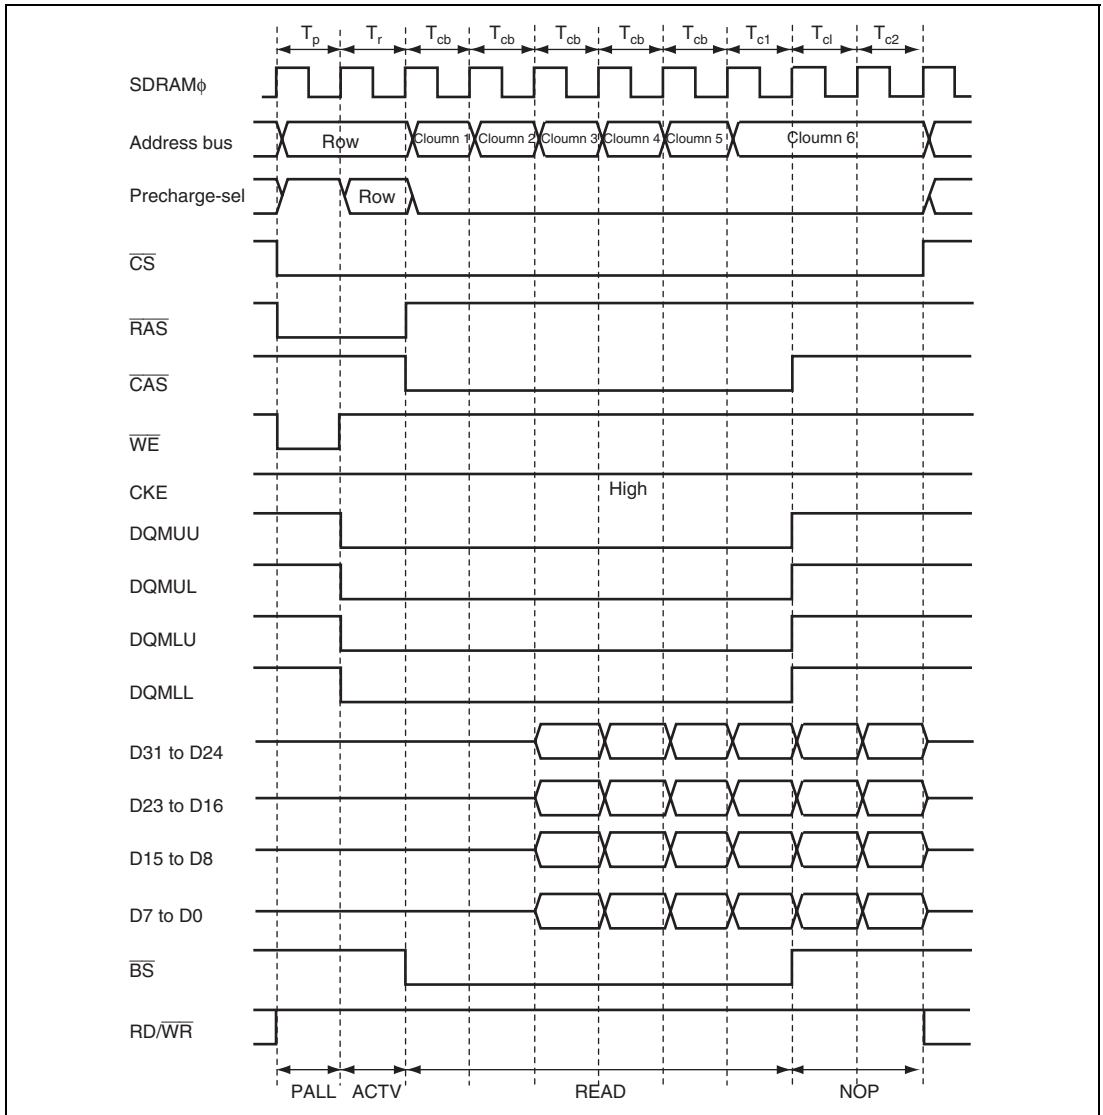 Tp Tr Tcb Tcb Tcb Tcb Tcb Tc1 Tcl Tc2
SDRAMϕ
Address bus Row Cloumn 1 Cloumn 2 Cloumn 3 Cloumn 4 Cloumn 5 Cloumn 6
Precharge-sel Row
CS
RAS
CAS
WE
CKE High
DQMUU
DQMUL
DQMLU
DQMLL
D31 to D24
D23 to D16
D15 to D8
D7 to D0
BS
RD/WR
PALL ACTV READ NOP